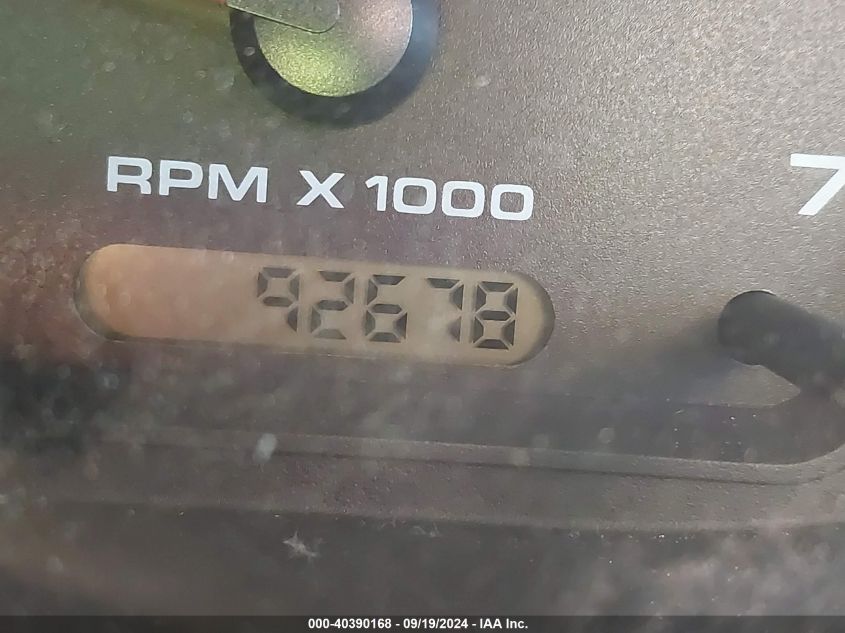 RPM X 1000
7
92678
000-40390168 - 09/19/2024 - IAA Inc.